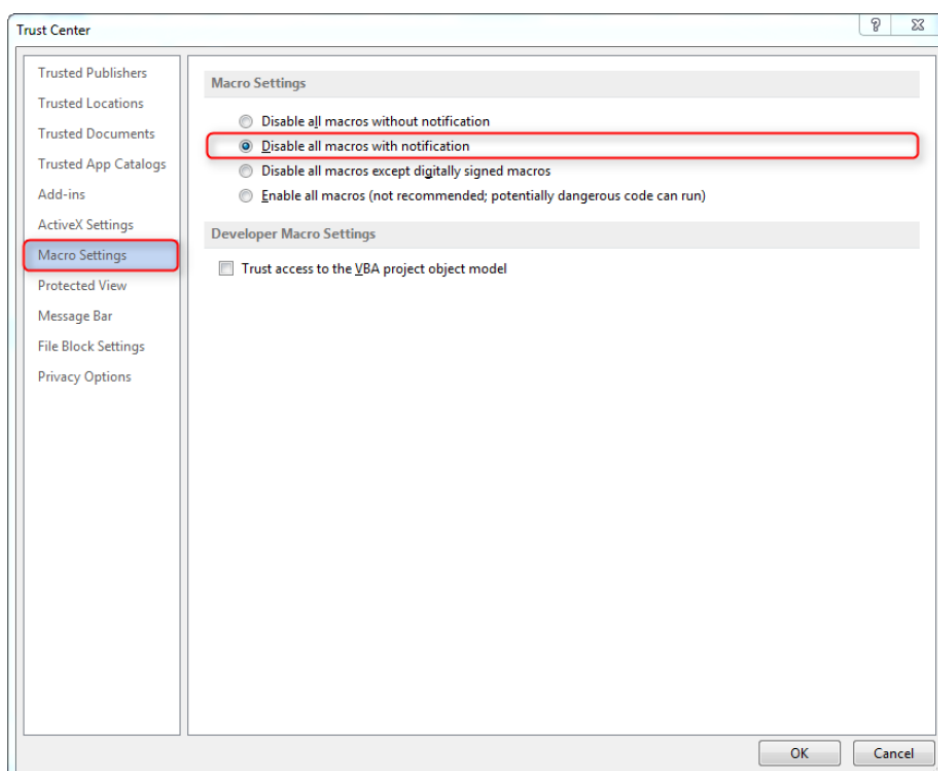 Trust Center
Trusted Publishers
Trusted Locations
Trusted Documents
Trusted App Catalogs
Add-ins
ActiveX Settings
Macro Settings
Protected View
Message Bar
File Block Settings
Privacy Options
Macro Settings
Disable all macros without notification
Disable all macros with notification
Disable all macros except digitally signed macros
Enable all macros (not recommended; potentially dangerous code can run)
Developer Macro Settings
Trust access to the VBA project object model
OK Cancel